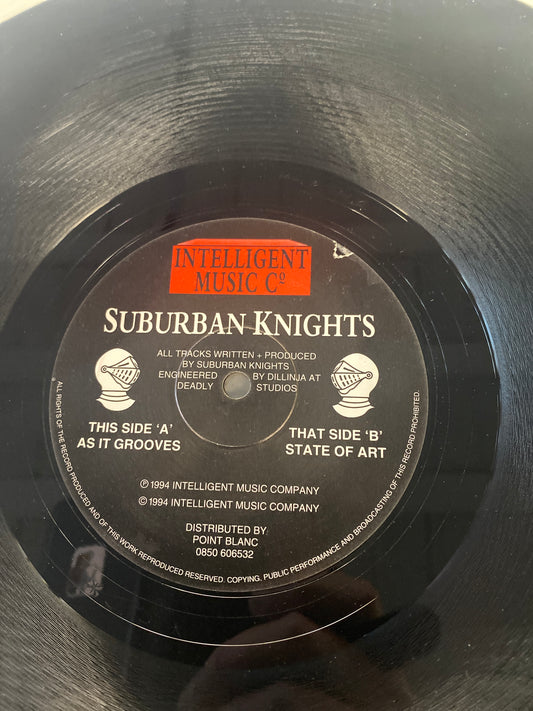 INTELLIGENT
MUSIC Cº
SUBURBAN KNIGHTS
ALL TRACKS WRITTEN + PRODUCED
BY SUBURBAN KNIGHTS
ENGINEERED BY DILLINJA AT
DEADLY STUDIOS
THIS SIDE 'A'
AS IT GROOVES
THAT SIDE 'B'
STATE OF ART
℗ 1994 INTELLIGENT MUSIC COMPANY
© 1994 INTELLIGENT MUSIC COMPANY
DISTRIBUTED BY
POINT BLANC
0850 606532
ALL RIGHTS OF THE RECORD PRODUCED AND OF THIS WORK REPRODUCED RESERVED. COPYING, PUBLIC PERFORMANCE AND BROADCASTING OF THIS RECORD PROHIBITED.